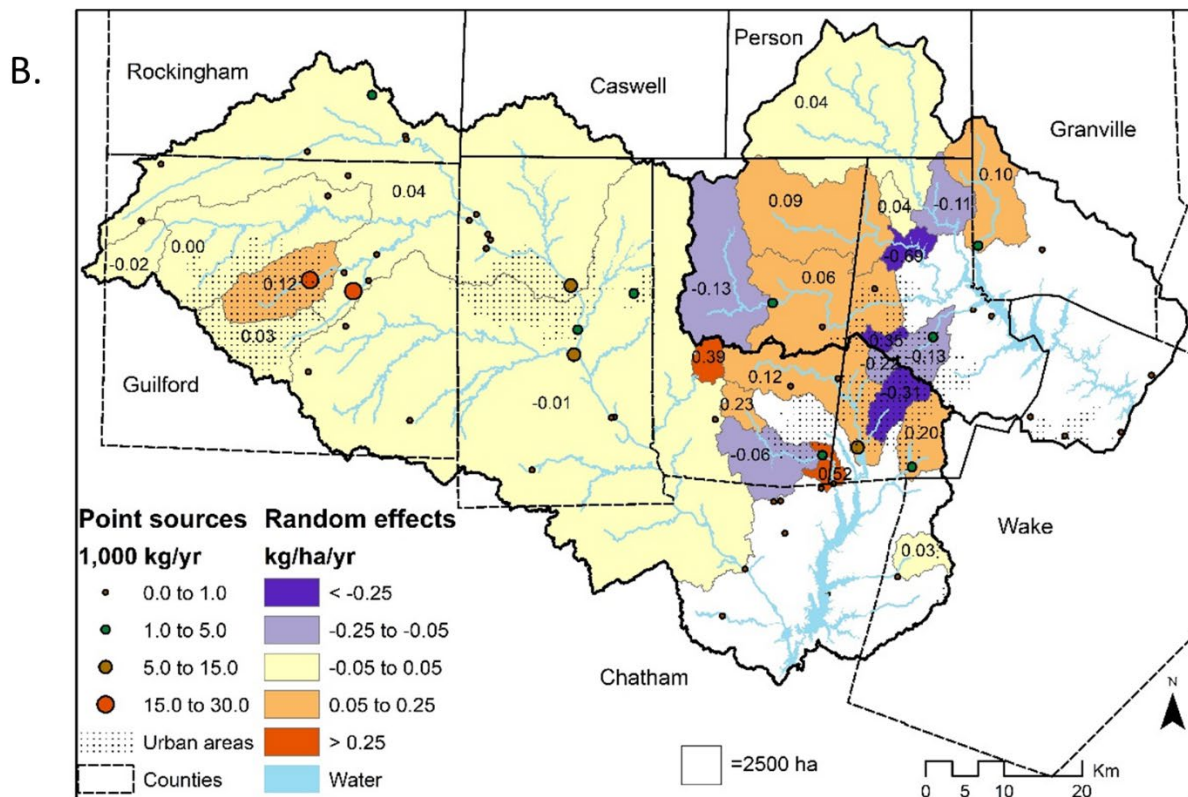 B.
Rockingham
Caswell
Person
Granville
Guilford
Chatham
Wake
0.04
0.04
0.10
-0.11
0.09
0.04
0.00
-0.02
-0.69
0.12
0.06
-0.13
0.03
-0.35
-0.13
-0.22
0.39
0.12
-0.31
0.23
-0.01
0.20
-0.06
0.52
0.03
Point sources
1,000 kg/yr
0.0 to 1.0
1.0 to 5.0
5.0 to 15.0
15.0 to 30.0
Urban areas
Counties
Random effects
kg/ha/yr
< -0.25
-0.25 to -0.05
-0.05 to 0.05
0.05 to 0.25
> 0.25
Water
=2500 ha
N
Km
0 5 10 20